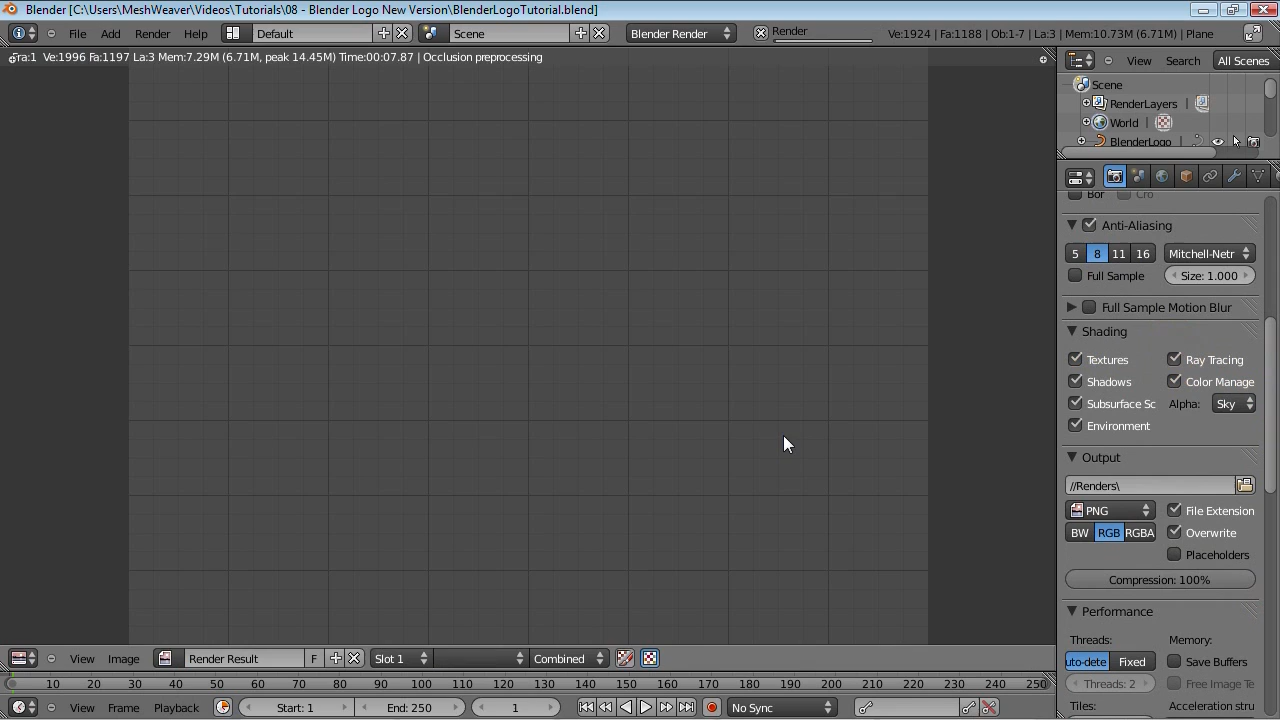 Blender [C:\Users\MeshWeaver\Videos\Tutorials\08 - Blender Logo New Version\BlenderLogoTutorial.blend]
File Add Render Help Default Scene Blender Render Render Ve:1924 | Fa:1188 | Ob:1-7 | La:3 | Mem:10.73M (6.71M) | Plane
Fra:1 Ve:1996 Fa:1197 La:3 Mem:7.29M (6.71M, peak 14.45M) Time:00:07.87 | Occlusion preprocessing
View Search All Scenes
Scene
RenderLayers
World
BlenderLogo
Bor Cro
Anti-Aliasing
5 8 11 16 Mitchell-Netr
Full Sample Size: 1.000
Full Sample Motion Blur
Shading
Textures Ray Tracing
Shadows Color Manage
Subsurface Sc Alpha: Sky
Environment
Output
//Renders\
PNG File Extension
BW RGB RGBA Overwrite
Placeholders
Compression: 100%
Performance
Threads: Memory:
uto-dete Fixed Save Buffers
Threads: 2 Free Image Te
Tiles: Acceleration stru
View Image Render Result F Slot 1 Combined
10 20 30 40 50 60 70 80 90 100 110 120 130 140 150 160 170 180 190 200 210 220 230 240 250
View Frame Playback Start: 1 End: 250 1 No Sync